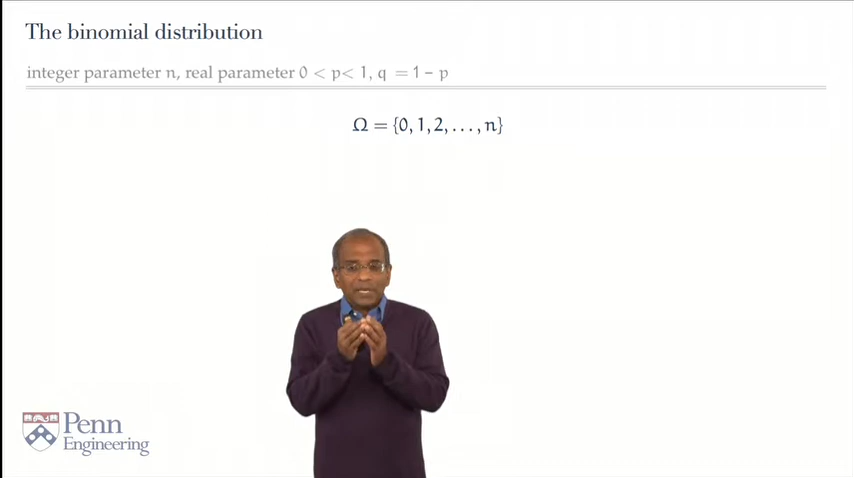 The binomial distribution
integer parameter n, real parameter 0 < p< 1, q = 1 – p
Ω = {0, 1, 2, . . . , n}
Penn
Engineering